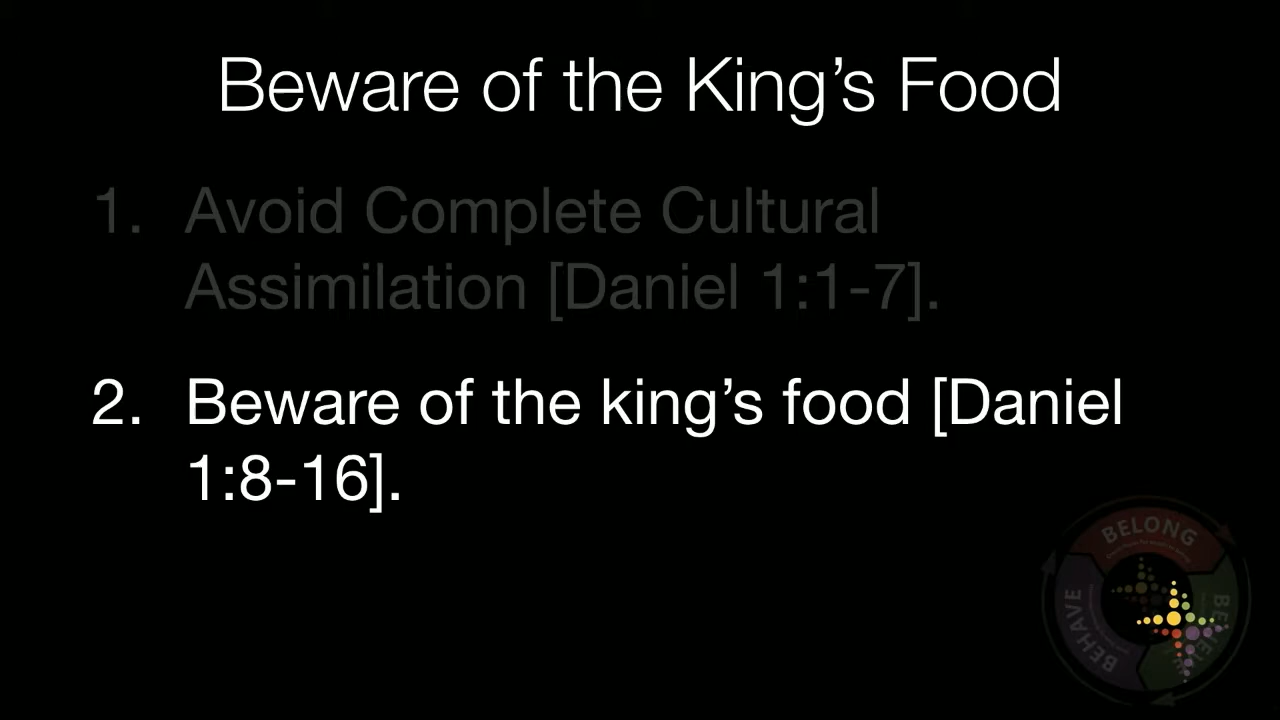 Beware of the King’s Food
1. Avoid Complete Cultural
Assimilation [Daniel 1:1-7].
2. Beware of the king’s food [Daniel
1:8-16].
BELONG
BEHAVE